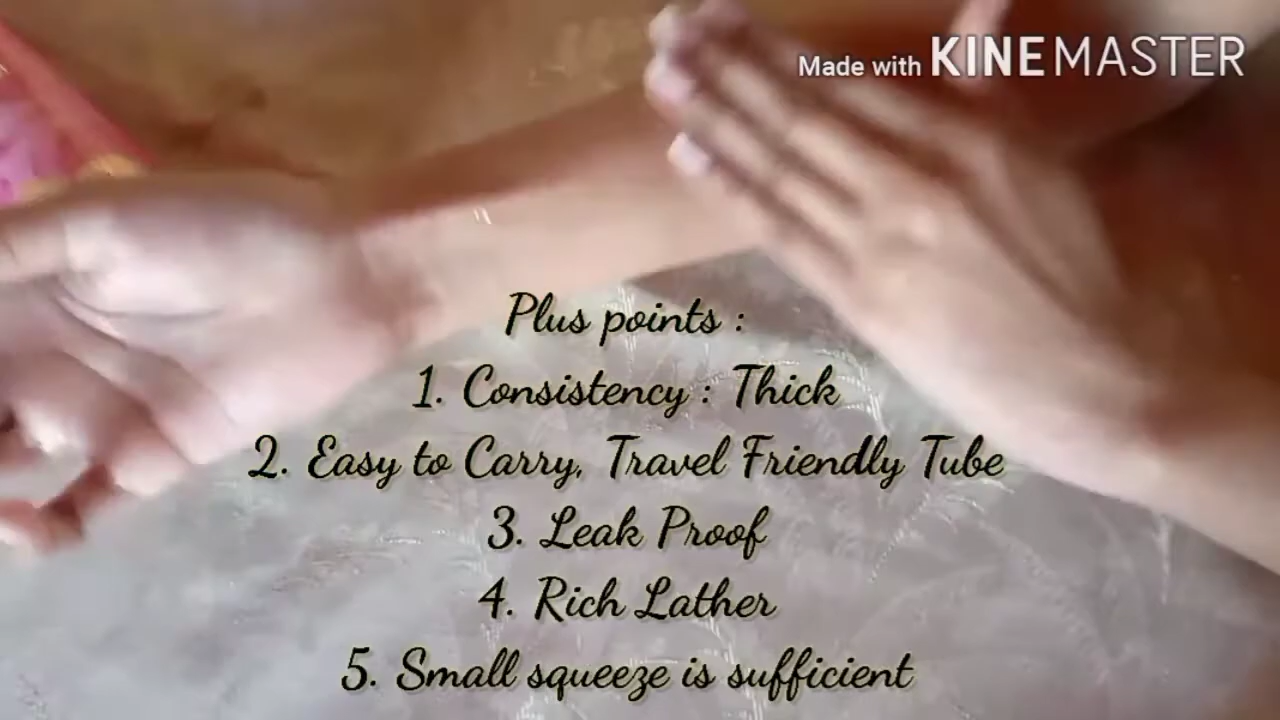 Made with KINEMASTER
Plus points :
1. Consistency : Thick
2. Easy to Carry, Travel Friendly Tube
3. Leak Proof
4. Rich Lather
5. Small squeeze is sufficient